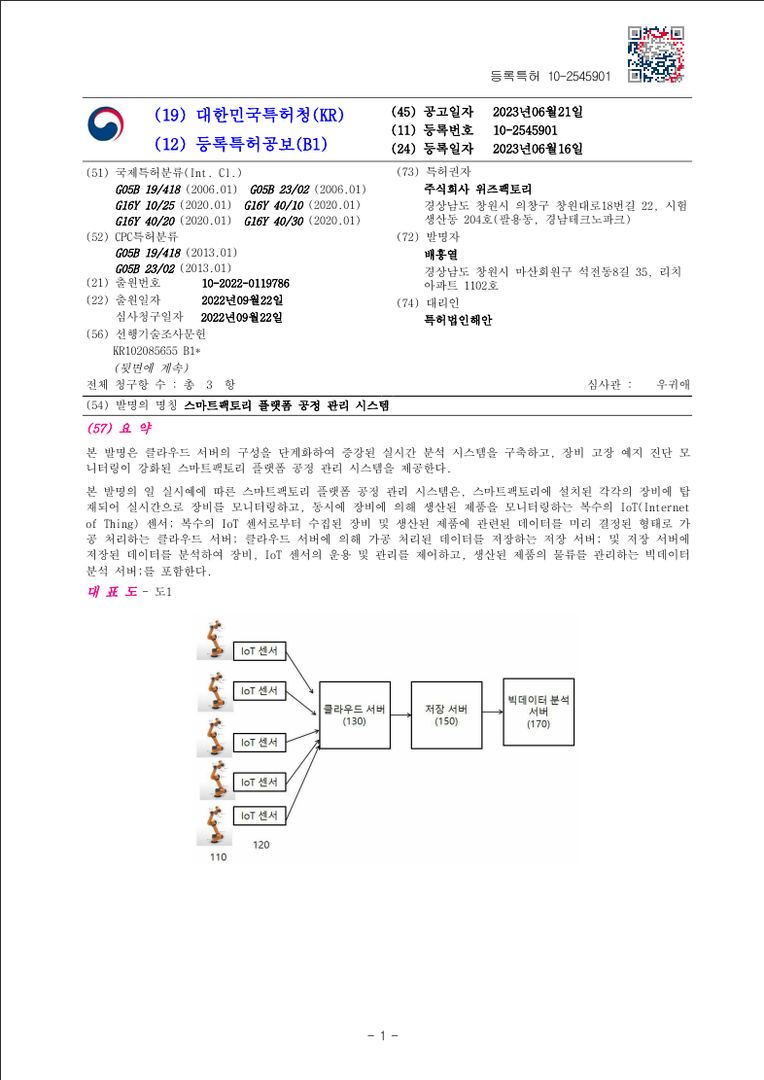 등록특허 10-2545901
(19) 대한민국특허청(KR)
(12) 등록특허공보(B1)
(45) 공고일자 2023년06월21일
(11) 등록번호 10-2545901
(24) 등록일자 2023년06월16일
(51) 국제특허분류(Int. Cl.)
G05B 19/418 (2006.01) G05B 23/02 (2006.01)
G16Y 10/25 (2020.01) G16Y 40/10 (2020.01)
G16Y 40/20 (2020.01) G16Y 40/30 (2020.01)
(52) CPC특허분류
G05B 19/418 (2013.01)
G05B 23/02 (2013.01)
(21) 출원번호 10-2022-0119786
(22) 출원일자 2022년09월22일
심사청구일자 2022년09월22일
(56) 선행기술조사문헌
KR102085655 B1*
(뒷면에 계속)
(73) 특허권자
주식회사 위즈팩토리
경상남도 창원시 의창구 창원대로18번길 22, 시험
생산동 204호(팔용동, 경남테크노파크)
(72) 발명자
배홍열
경상남도 창원시 마산회원구 석전동8길 35, 리치
아파트 1102호
(74) 대리인
특허법인해안
전체 청구항 수 : 총 3 항 심사관 : 우귀애
(54) 발명의 명칭 스마트팩토리 플랫폼 공정 관리 시스템
(57) 요 약
본 발명은 클라우드 서버의 구성을 단계화하여 증강된 실시간 분석 시스템을 구축하고, 장비 고장 예지 진단 모
니터링이 강화된 스마트팩토리 플랫폼 공정 관리 시스템을 제공한다.
본 발명의 일 실시예에 따른 스마트팩토리 플랫폼 공정 관리 시스템은, 스마트팩토리에 설치된 각각의 장비에 탑
재되어 실시간으로 장비를 모니터링하고, 동시에 장비에 의해 생산된 제품을 모니터링하는 복수의 IoT(Internet
of Thing) 센서; 복수의 IoT 센서로부터 수집된 장비 및 생산된 제품에 관련된 데이터를 미리 결정된 형태로 가
공 처리하는 클라우드 서버; 클라우드 서버에 의해 가공 처리된 데이터를 저장하는 저장 서버; 및 저장 서버에
저장된 데이터를 분석하여 장비, IoT 센서의 운용 및 관리를 제어하고, 생산된 제품의 물류를 관리하는 빅데이터
분석 서버;를 포함한다.
대 표 도 - 도1
IoT 센서
IoT 센서
IoT 센서
IoT 센서
IoT 센서
클라우드 서버
(130)
저장 서버
(150)
빅데이터 분석
서버
(170)
120
110
- 1 -